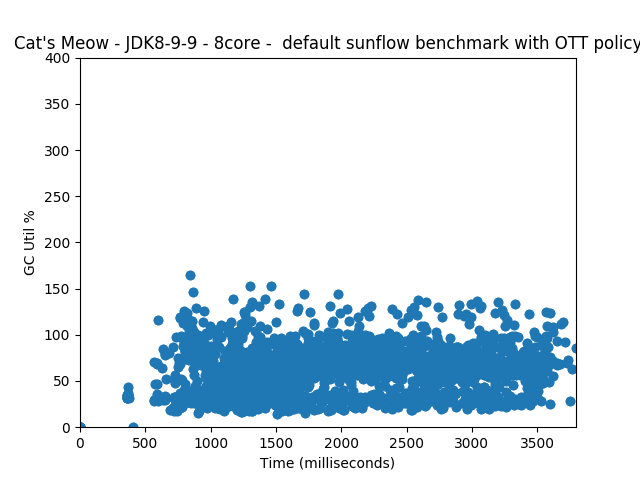 Cat's Meow - JDK8-9-9 - 8core -  default sunflow benchmark with OTT policy
400
350
300
250
200
150
100
50
0
GC Util %
0 500 1000 1500 2000 2500 3000 3500
Time (milliseconds)